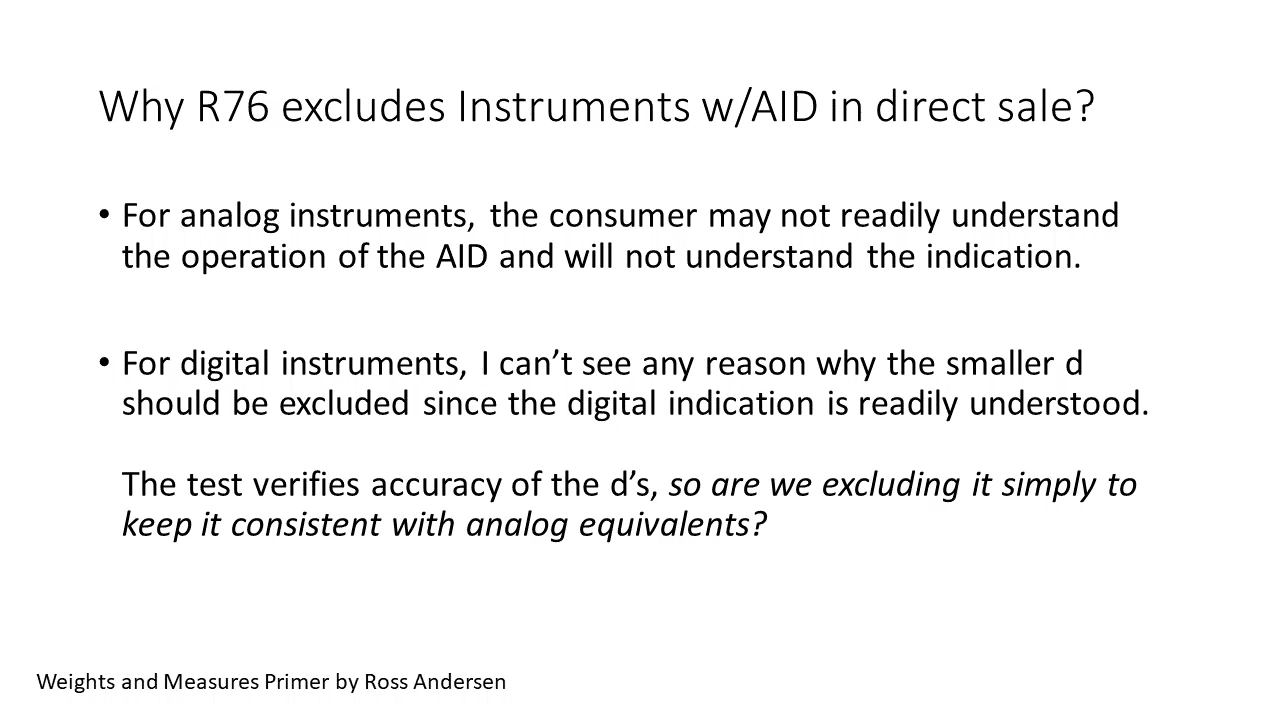 Why R76 excludes Instruments w/AID in direct sale?
• For analog instruments, the consumer may not readily understand
the operation of the AID and will not understand the indication.
• For digital instruments, I can’t see any reason why the smaller d
should be excluded since the digital indication is readily understood.
The test verifies accuracy of the d’s, so are we excluding it simply to
keep it consistent with analog equivalents?
Weights and Measures Primer by Ross Andersen